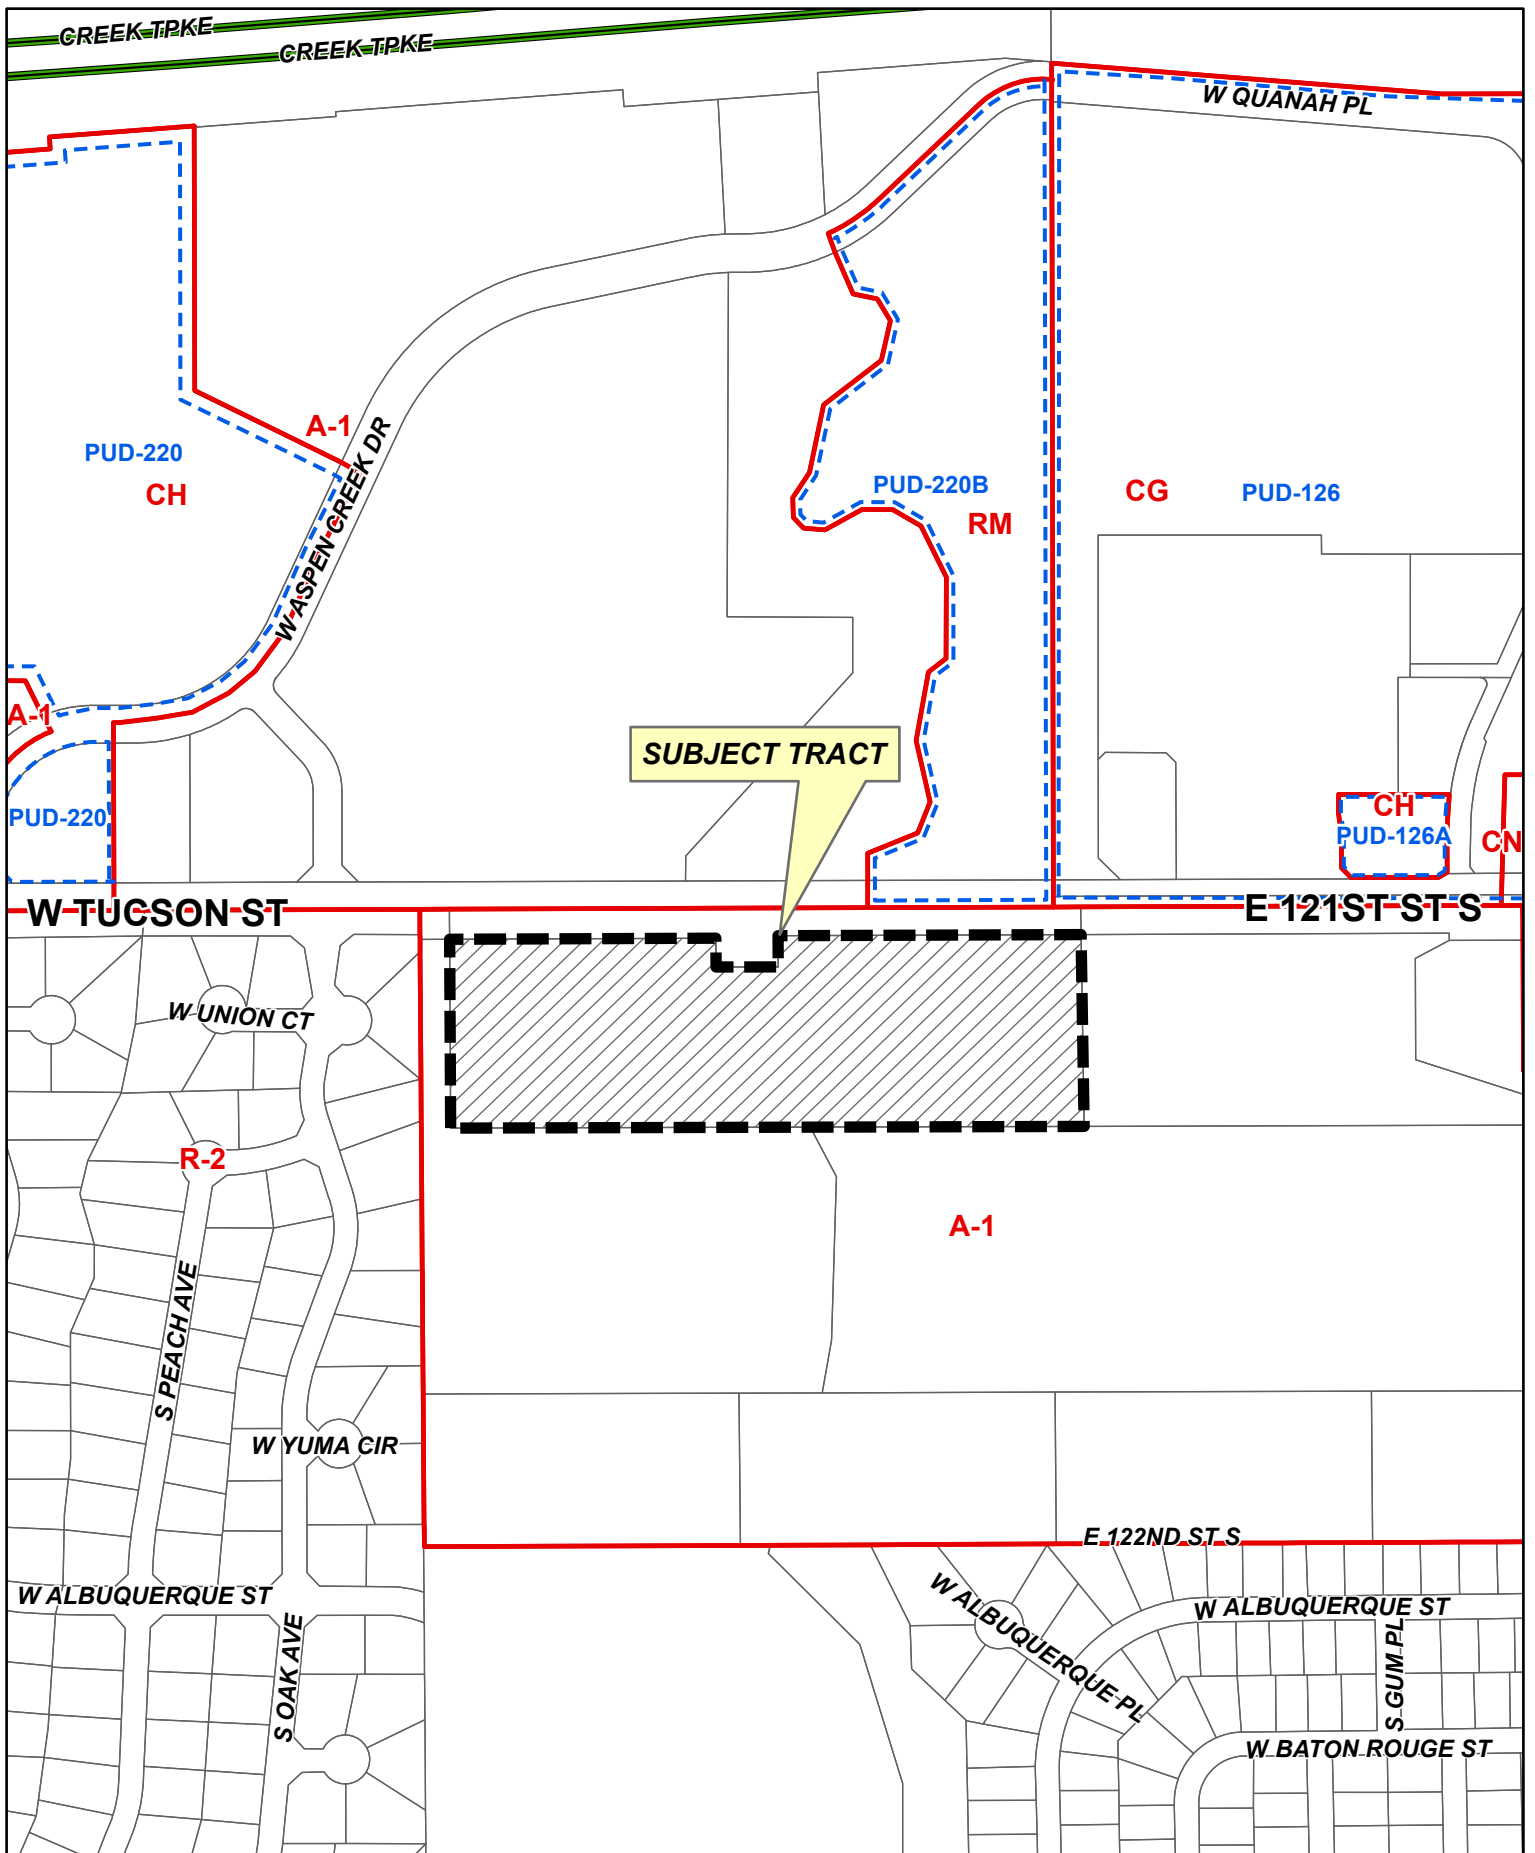 CREEK TPKE
CREEK TPKE
W QUANAH PL
A-1
W ASPEN CREEK DR
PUD-220
CH
PUD-220B
RM
CG
PUD-126
A-1
SUBJECT TRACT
PUD-220
CH
PUD-126A
CN
W TUCSON ST
E 121ST ST S
W UNION CT
R-2
A-1
S PEACH AVE
W YUMA CIR
E 122ND ST S
W ALBUQUERQUE ST
W ALBUQUERQUE PL
W ALBUQUERQUE ST
S OAK AVE
S GUM PL
W BATON ROUGE ST